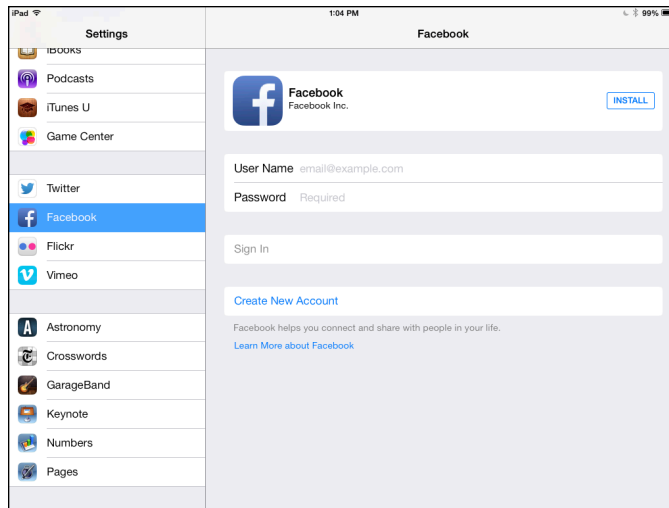 iPad
1:04 PM
99%
Settings
Facebook
iBooks
Podcasts
iTunes U
Game Center
Twitter
Facebook
Flickr
Vimeo
Astronomy
Crosswords
GarageBand
Keynote
Numbers
Pages
Facebook
Facebook Inc.
INSTALL
User Name email@example.com
Password Required
Sign In
Create New Account
Facebook helps you connect and share with people in your life.
Learn More about Facebook